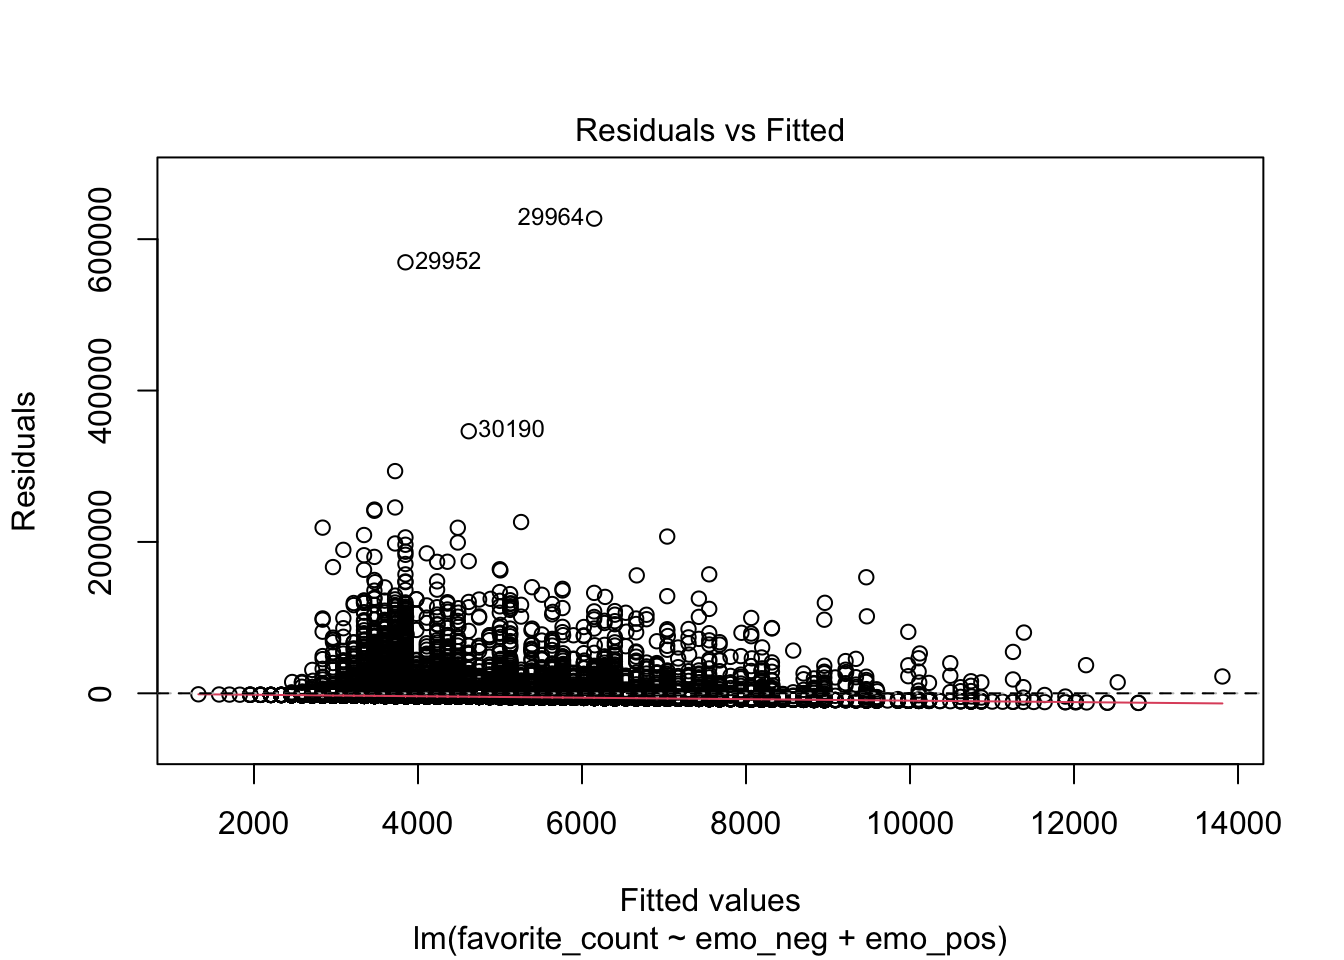 Residuals vs Fitted
29964
29952
30190
Residuals
600000
400000
200000
0
2000 4000 6000 8000 10000 12000 14000
Fitted values
lm(favorite_count ~ emo_neg + emo_pos)